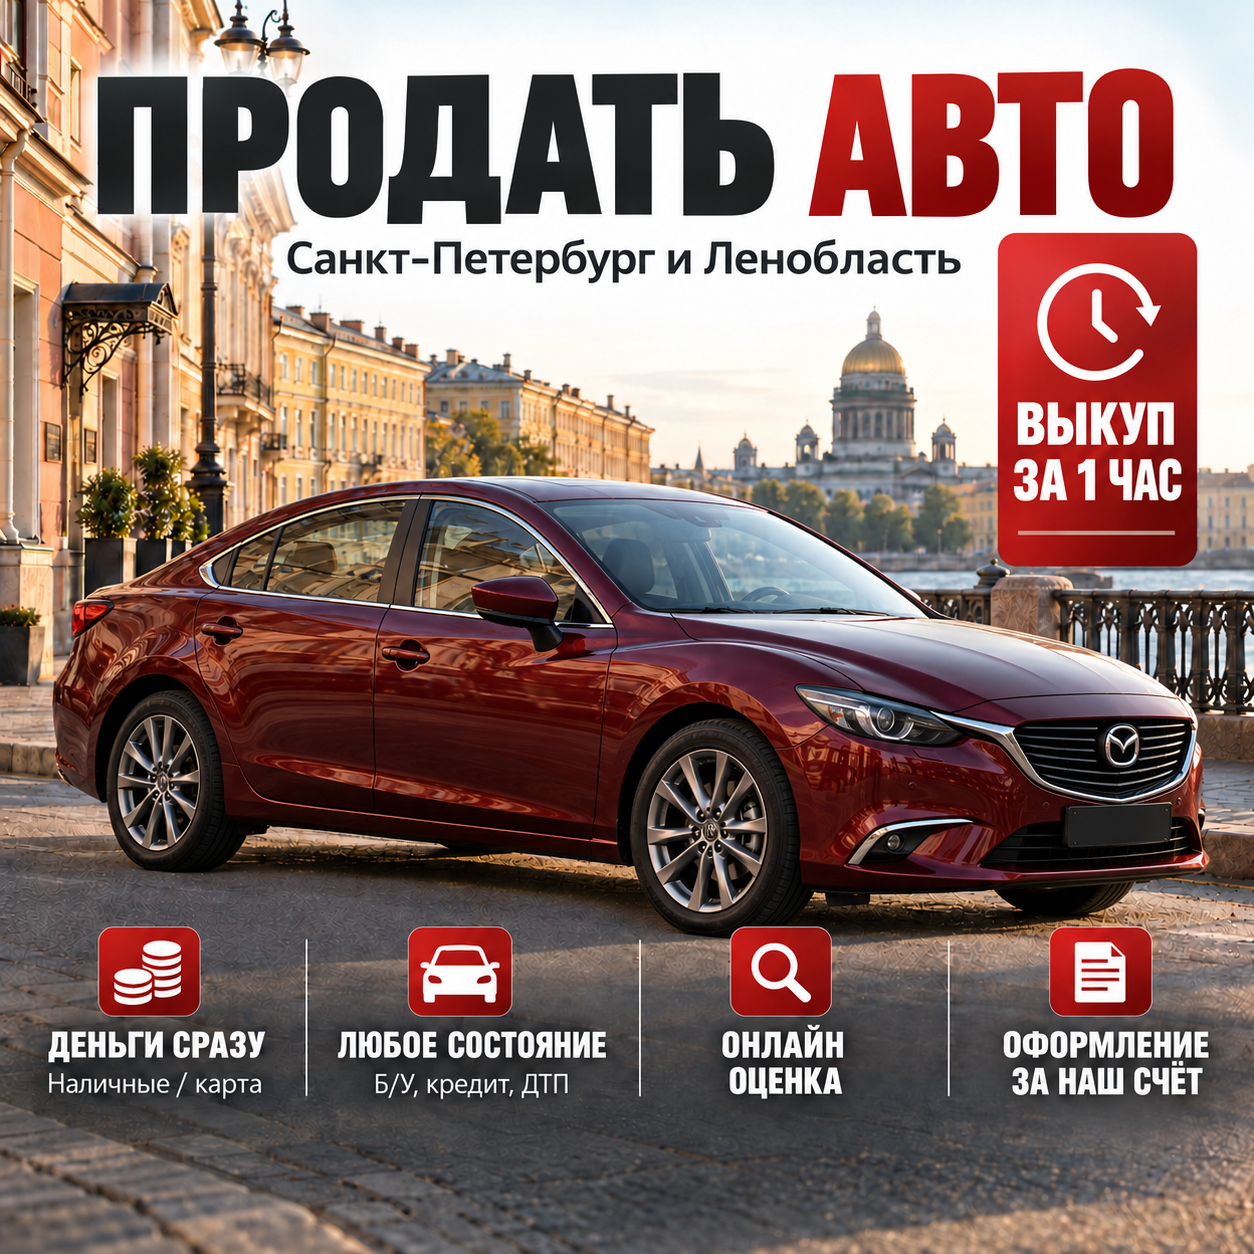 ПРОДАТЬ АВТО
Санкт-Петербург и Ленобласть
ВЫКУП
ЗА 1 ЧАС
ДЕНЬГИ СРАЗУ
Наличные / карта
ЛЮБОЕ СОСТОЯНИЕ
Б/У, кредит, ДТП
ОНЛАЙН
ОЦЕНКА
ОФОРМЛЕНИЕ
ЗА НАШ СЧЁТ